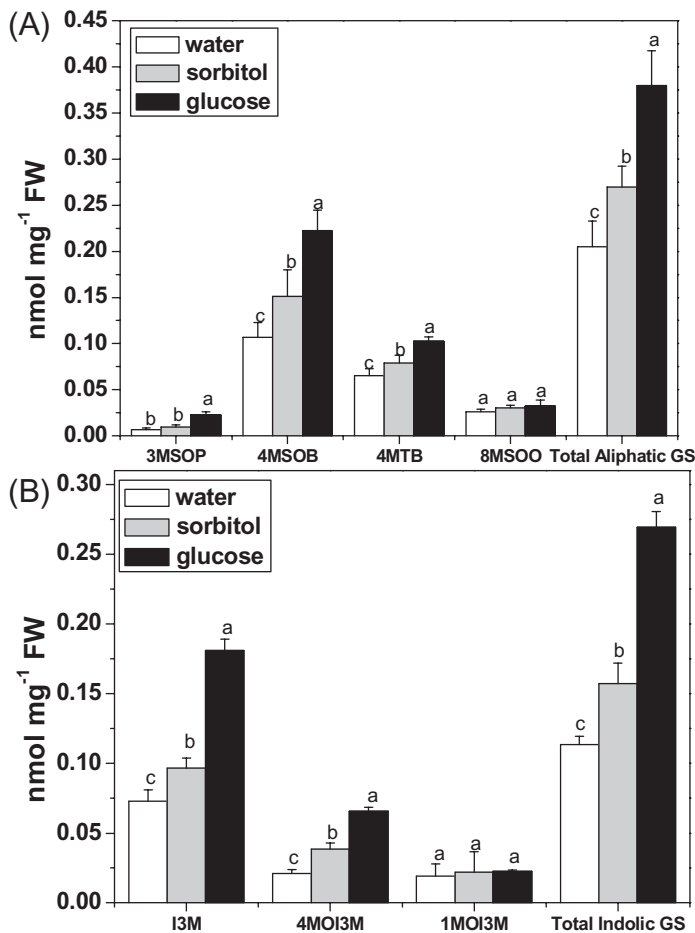 (A)
0.45
0.40
0.35
0.30
0.25
0.20
0.15
0.10
0.05
0.00
nmol mg-1 FW
water
sorbitol
glucose
b b a
c b a
c b a
a a a
c b a
3MSOP 4MSOB 4MTB 8MSOO Total Aliphatic GS
(B)
0.30
0.25
0.20
0.15
0.10
0.05
0.00
nmol mg-1 FW
water
sorbitol
glucose
c b a
c b a
a a a
c b a
I3M 4MOI3M 1MOI3M Total Indolic GS